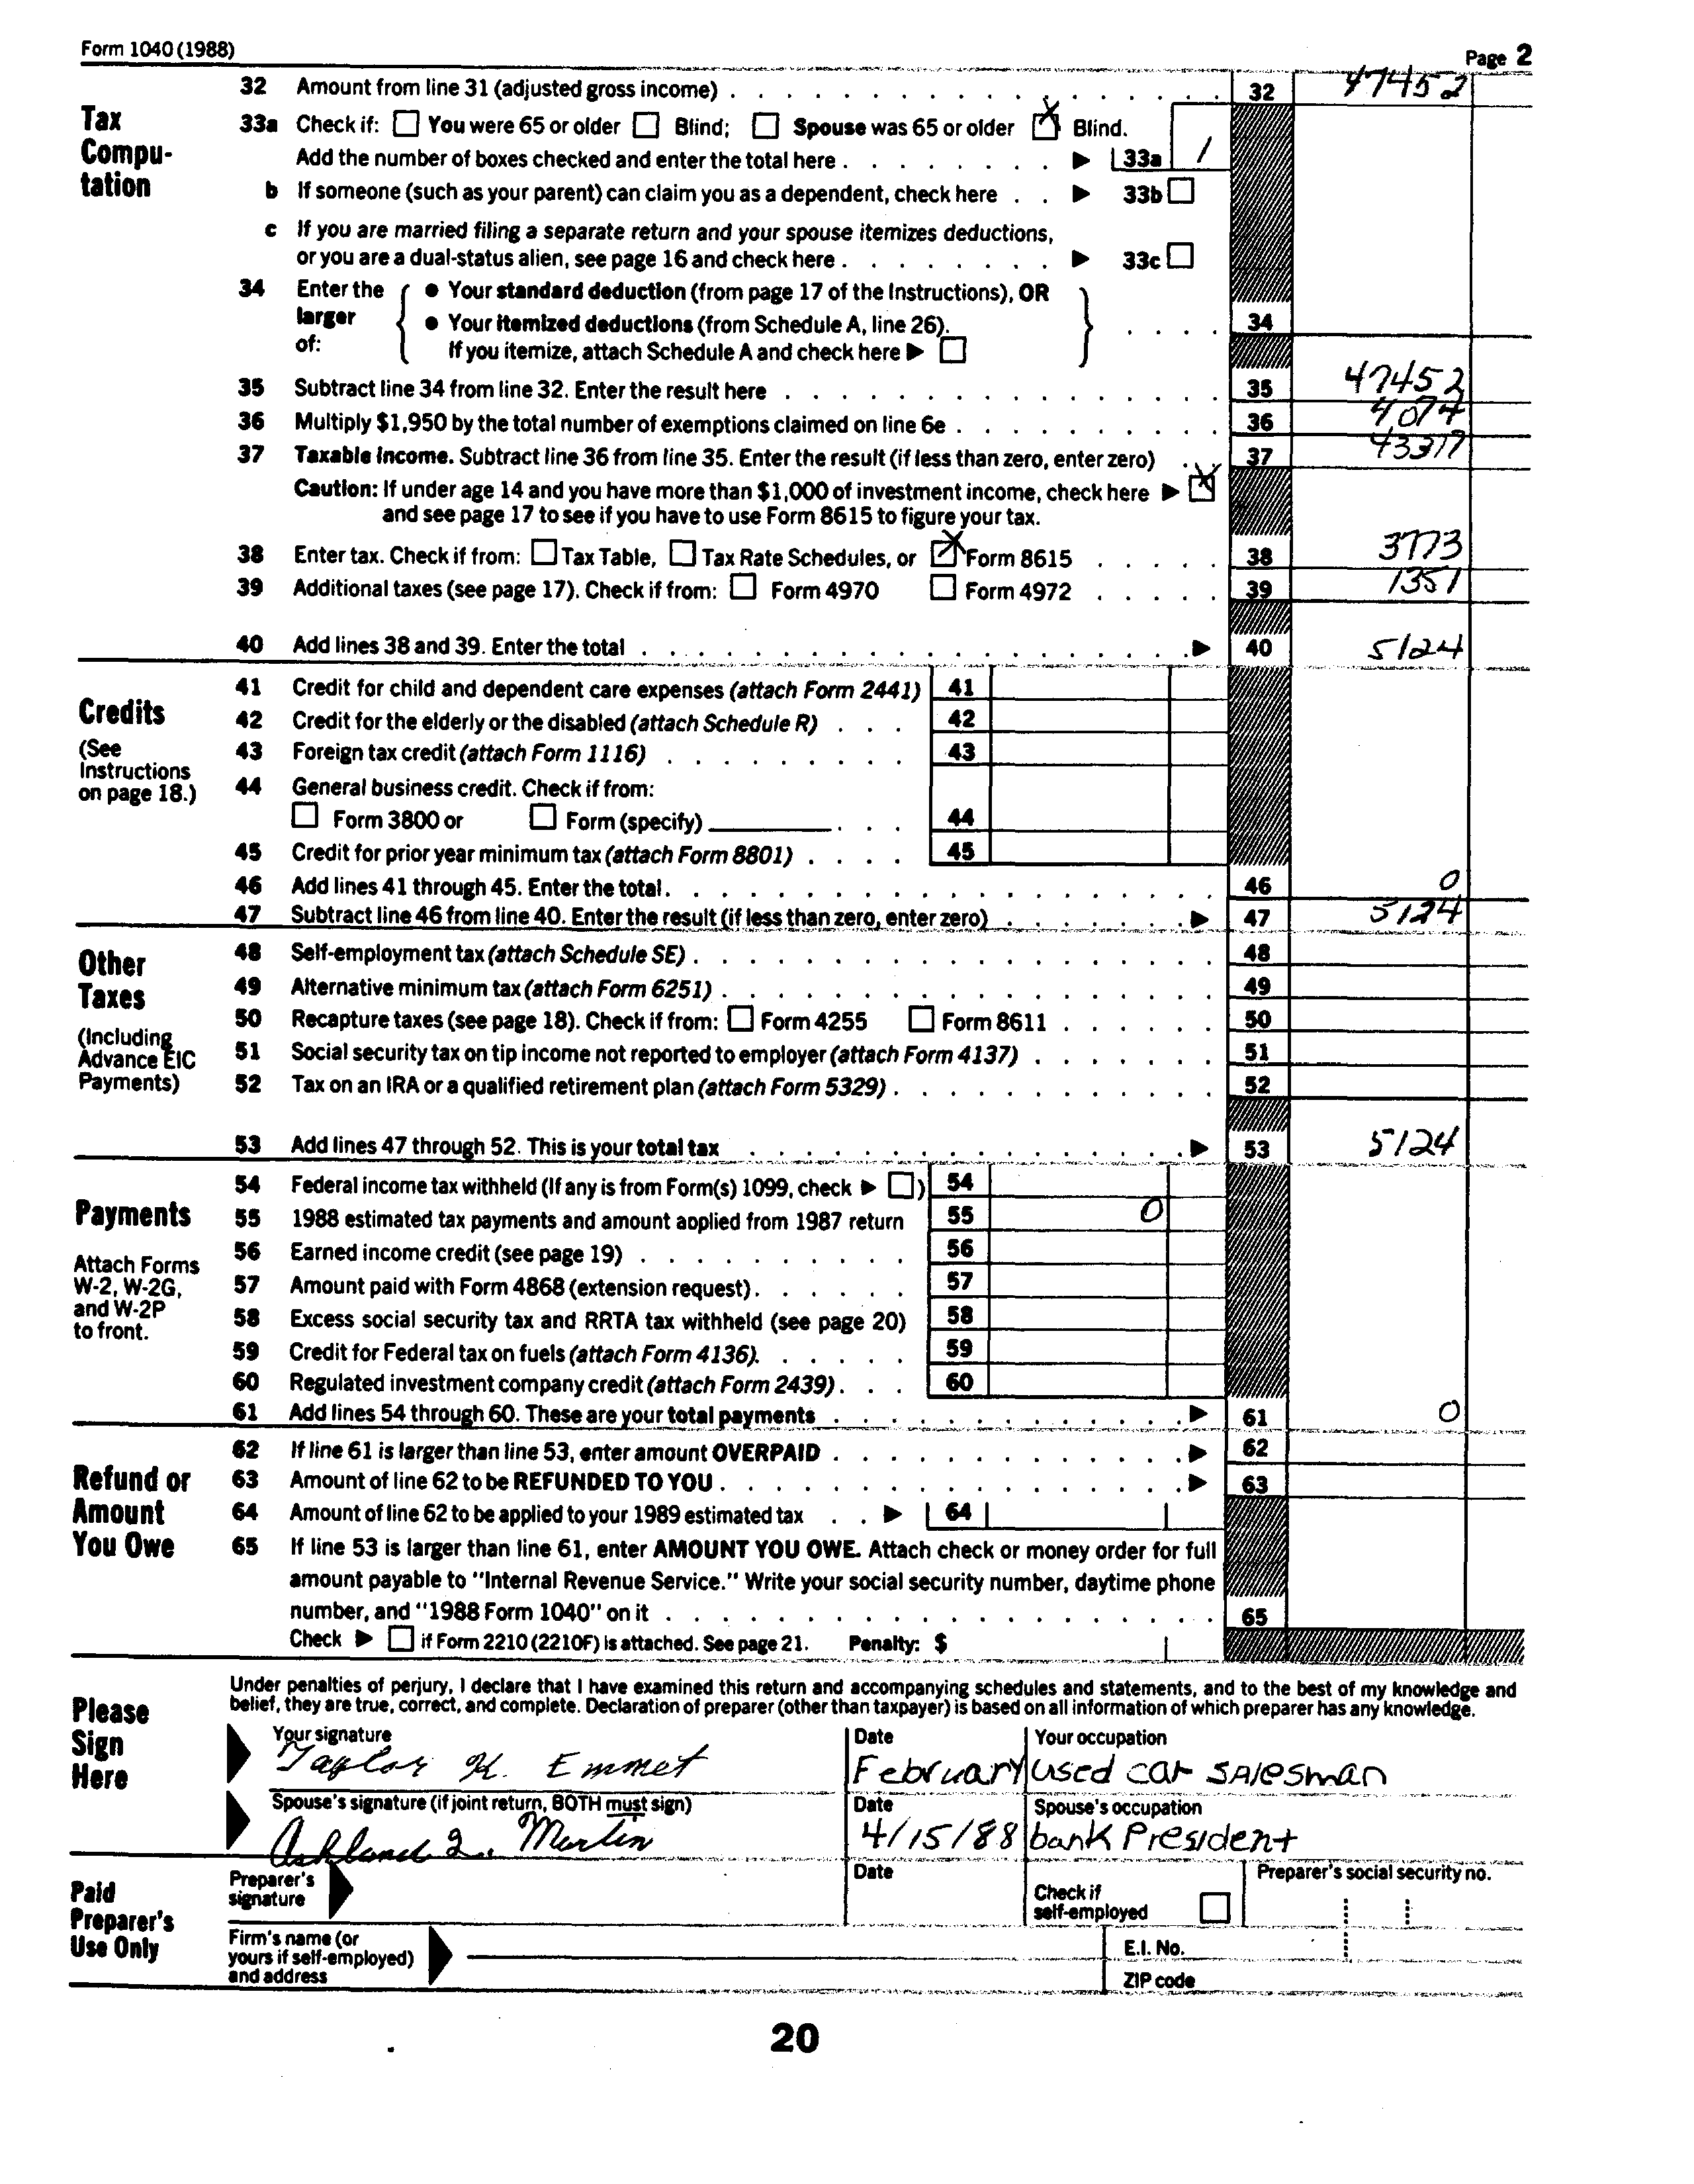 Form 1040 (1988) Page 2
Tax Compu- tation
32 Amount from line 31 (adjusted gross income) 32 47452
33a Check if: You were 65 or older Blind; Spouse was 65 or older X Blind.
Add the number of boxes checked and enter the total here 33a 1
b If someone (such as your parent) can claim you as a dependent, check here 33b
c If you are married filing a separate return and your spouse itemizes deductions,
or you are a dual-status alien, see page 16 and check here 33c
34 Enter the larger of:
● Your standard deduction (from page 17 of the Instructions), OR
● Your itemized deductions (from Schedule A, line 26).
If you itemize, attach Schedule A and check here 34
35 Subtract line 34 from line 32. Enter the result here 35 47452
36 Multiply $1,950 by the total number of exemptions claimed on line 6e 36 4074
37 Taxable income. Subtract line 36 from line 35. Enter the result (if less than zero, enter zero) 37 43377
Caution: If under age 14 and you have more than $1,000 of investment income, check here X
and see page 17 to see if you have to use Form 8615 to figure your tax.
38 Enter tax. Check if from: Tax Table, Tax Rate Schedules, or X Form 8615 38 3773
39 Additional taxes (see page 17). Check if from: Form 4970 Form 4972 39 1351
40 Add lines 38 and 39. Enter the total 40 5124
Credits
(See Instructions on page 18.)
41 Credit for child and dependent care expenses (attach Form 2441) 41
42 Credit for the elderly or the disabled (attach Schedule R) 42
43 Foreign tax credit (attach Form 1116) 43
44 General business credit. Check if from:
Form 3800 or Form (specify) 44
45 Credit for prior year minimum tax (attach Form 8801) 45
46 Add lines 41 through 45. Enter the total 46 0
47 Subtract line 46 from line 40. Enter the result (if less than zero, enter zero) 47 5124
Other Taxes
(Including Advance EIC Payments)
48 Self-employment tax (attach Schedule SE) 48
49 Alternative minimum tax (attach Form 6251) 49
50 Recapture taxes (see page 18). Check if from: Form 4255 Form 8611 50
51 Social security tax on tip income not reported to employer (attach Form 4137) 51
52 Tax on an IRA or a qualified retirement plan (attach Form 5329) 52
53 Add lines 47 through 52. This is your total tax 53 5124
Payments
Attach Forms W-2, W-2G, and W-2P to front.
54 Federal income tax withheld (If any is from Form(s) 1099, check ) 54
55 1988 estimated tax payments and amount applied from 1987 return 55 0
56 Earned income credit (see page 19) 56
57 Amount paid with Form 4868 (extension request) 57
58 Excess social security tax and RRTA tax withheld (see page 20) 58
59 Credit for Federal tax on fuels (attach Form 4136) 59
60 Regulated investment company credit (attach Form 2439) 60
61 Add lines 54 through 60. These are your total payments 61 0
Refund or Amount You Owe
62 If line 61 is larger than line 53, enter amount OVERPAID 62
63 Amount of line 62 to be REFUNDED TO YOU 63
64 Amount of line 62 to be applied to your 1989 estimated tax 64
65 If line 53 is larger than line 61, enter AMOUNT YOU OWE. Attach check or money order for full
amount payable to "Internal Revenue Service." Write your social security number, daytime phone
number, and "1988 Form 1040" on it 65
Check if Form 2210 (2210F) is attached. See page 21. Penalty: $
Please Sign Here
Under penalties of perjury, I declare that I have examined this return and accompanying schedules and statements, and to the best of my knowledge and
belief, they are true, correct, and complete. Declaration of preparer (other than taxpayer) is based on all information of which preparer has any knowledge.
Your signature Date Your occupation
Taylor K. Emmet February used car salesman
Spouse's signature (if joint return, BOTH must sign) Date Spouse's occupation
Ashland L. Merlin 4/15/88 bank President
Paid Preparer's Use Only
Preparer's signature Date Check if self-employed Preparer's social security no.
Firm's name (or yours if self-employed) and address E.I. No.
ZIP code
20